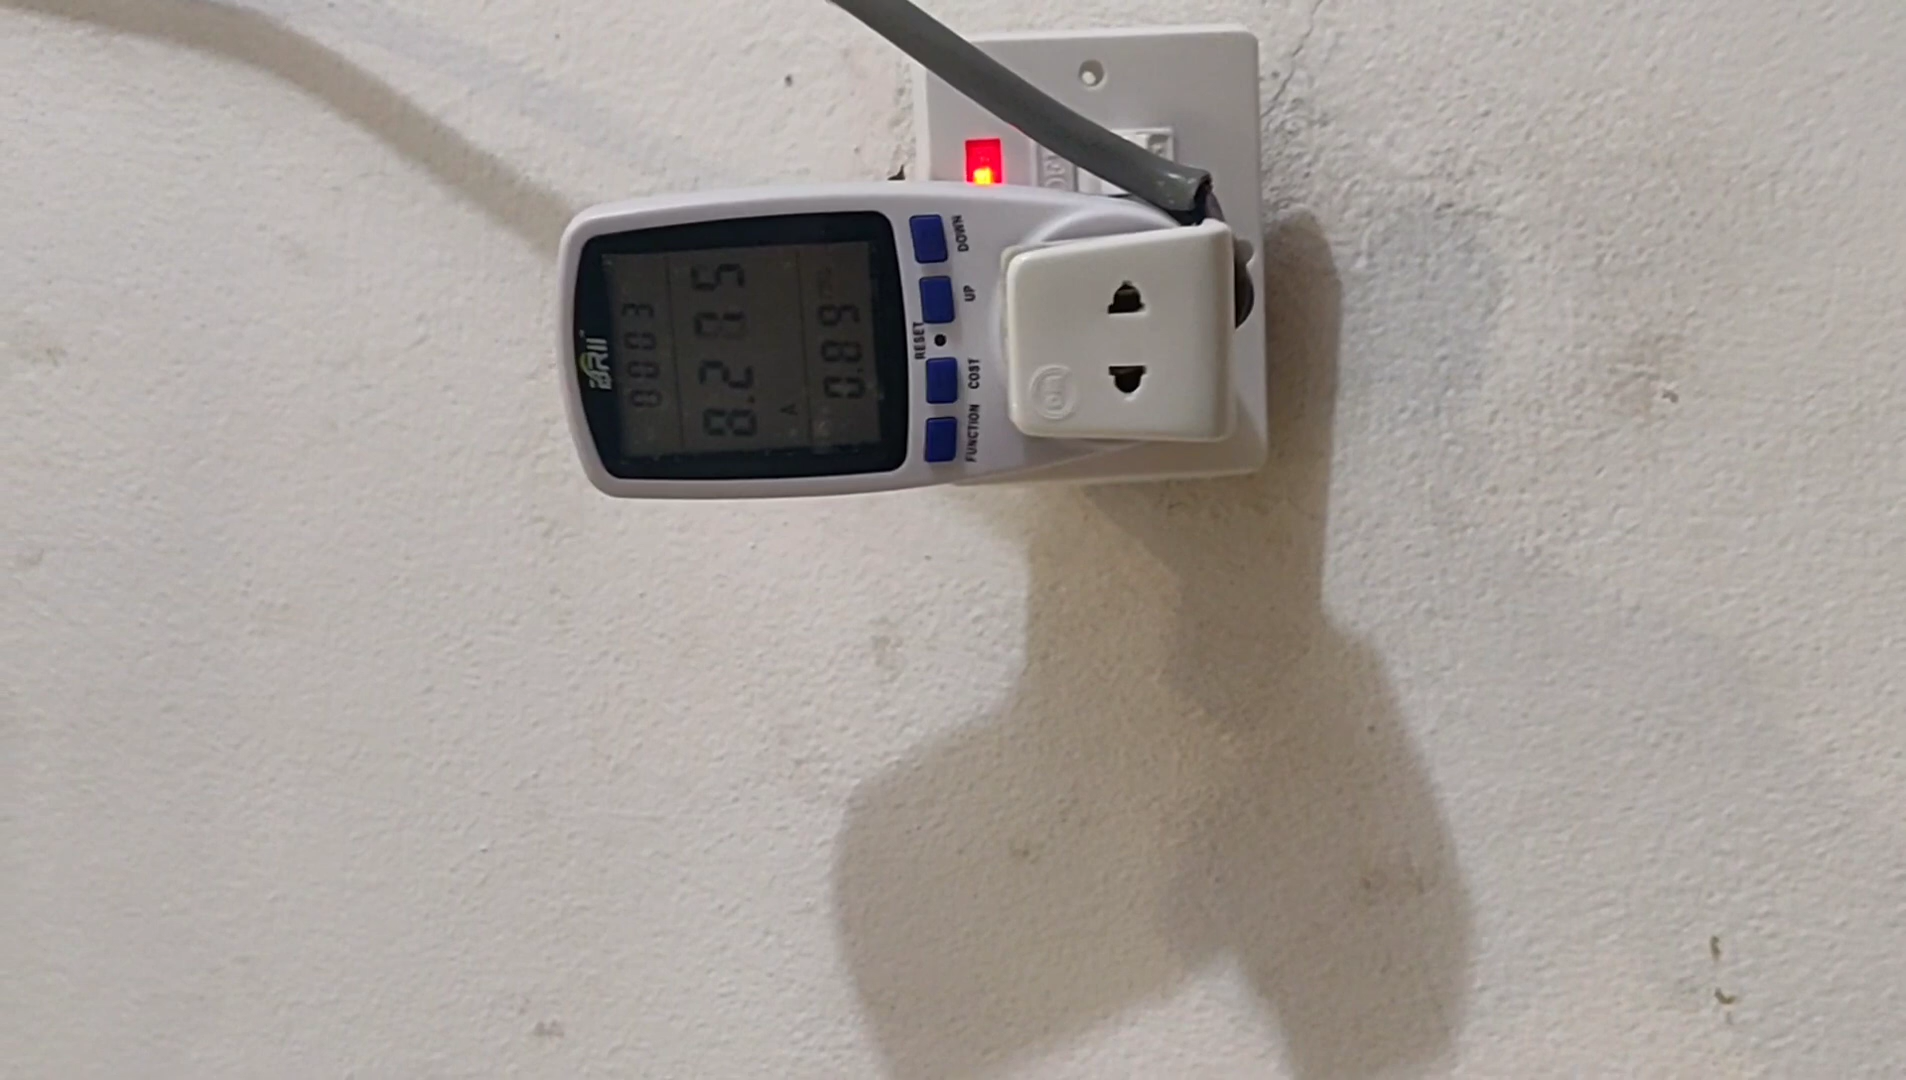 0003
8.275
A
0.89
DOWN
UP
RESET
COST
FUNCTION